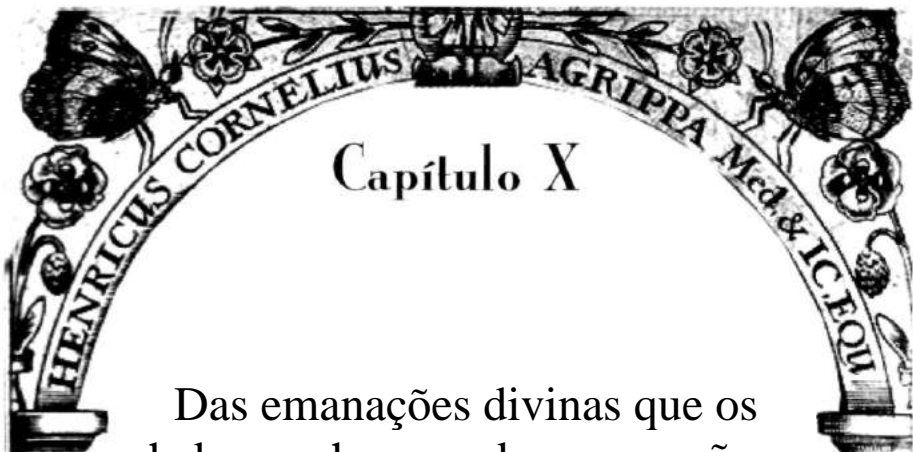 HENRICUS CORNELIUS AGRIPPA Med. & IC. EQU
Capítulo X
Das emanações divinas que os